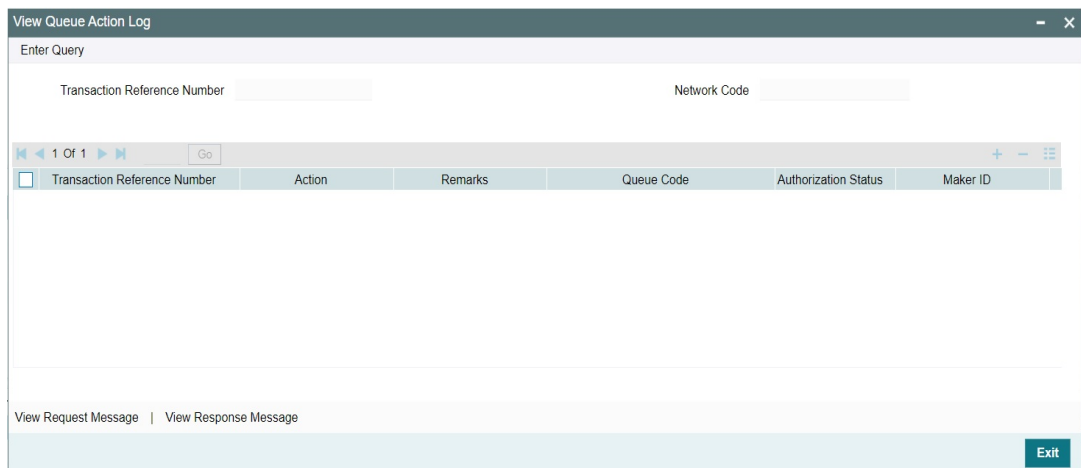 View Queue Action Log
Enter Query
Transaction Reference Number Network Code
1 Of 1 Go
Transaction Reference Number Action Remarks Queue Code Authorization Status Maker ID
View Request Message | View Response Message
Exit